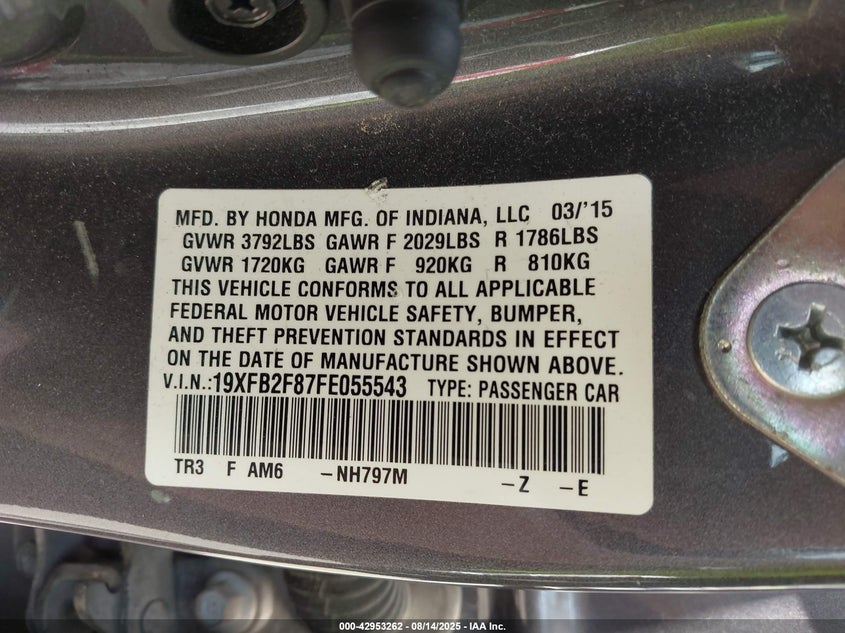 MFD. BY HONDA MFG. OF INDIANA, LLC 03/'15
GVWR 3792LBS GAWR F 2029LBS R 1786LBS
GVWR 1720KG GAWR F 920KG R 810KG
THIS VEHICLE CONFORMS TO ALL APPLICABLE
FEDERAL MOTOR VEHICLE SAFETY, BUMPER,
AND THEFT PREVENTION STANDARDS IN EFFECT
ON THE DATE OF MANUFACTURE SHOWN ABOVE.
V.I.N.:19XFB2F87FE055543 TYPE: PASSENGER CAR
TR3 F AM6 –NH797M –Z –E
000-42953262 - 08/14/2025 - IAA Inc.